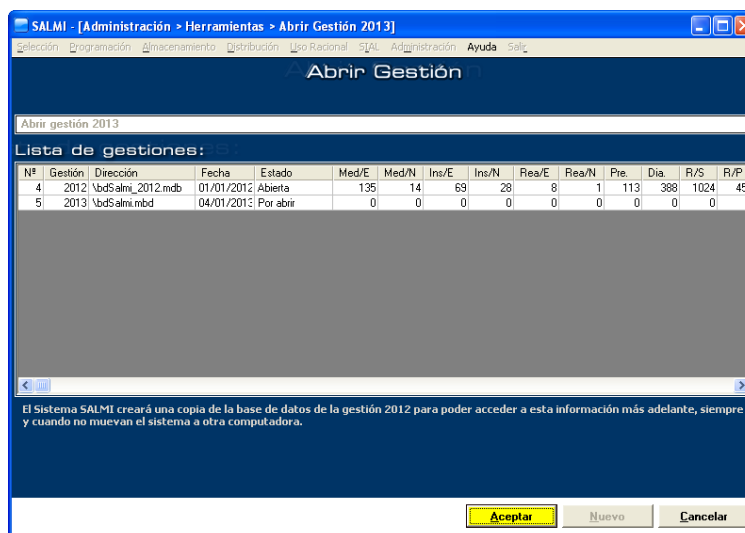 SALMI - [Administración > Herramientas > Abrir Gestión 2013]
Selección Programación Almacenamiento Distribución Uso Racional SIAL Administración Ayuda Salir
Abrir Gestión
Abrir gestión 2013
Lista de gestiones:
Nº Gestión Dirección Fecha Estado Med/E Med/N Ins/E Ins/N Rea/E Rea/N Pre. Dia. R/S R/P
4 2012 \bdSalmi_2012.mdb 01/01/2012 Abierta 135 14 69 28 8 1 113 388 1024 45
5 2013 \bdSalmi.mbd 04/01/2013 Por abrir 0 0 0 0 0 0 0 0 0
El Sistema SALMI creará una copia de la base de datos de la gestión 2012 para poder acceder a esta información más adelante, siempre
y cuando no muevan el sistema a otra computadora.
Aceptar Nuevo Cancelar